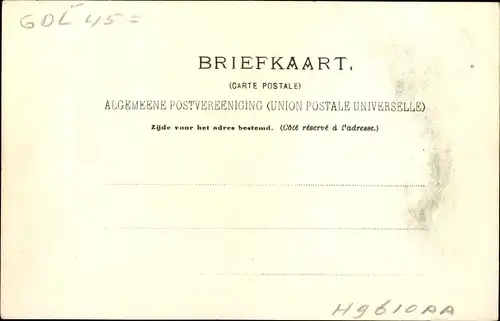 GDL 45=
BRIEFKAART.
(CARTE POSTALE)
ALGEMEENE POSTVEREENIGING (UNION POSTALE UNIVERSELLE)
Zijde voor het adres bestemd. (Côté réservé à l'adresse.)
H9610AA